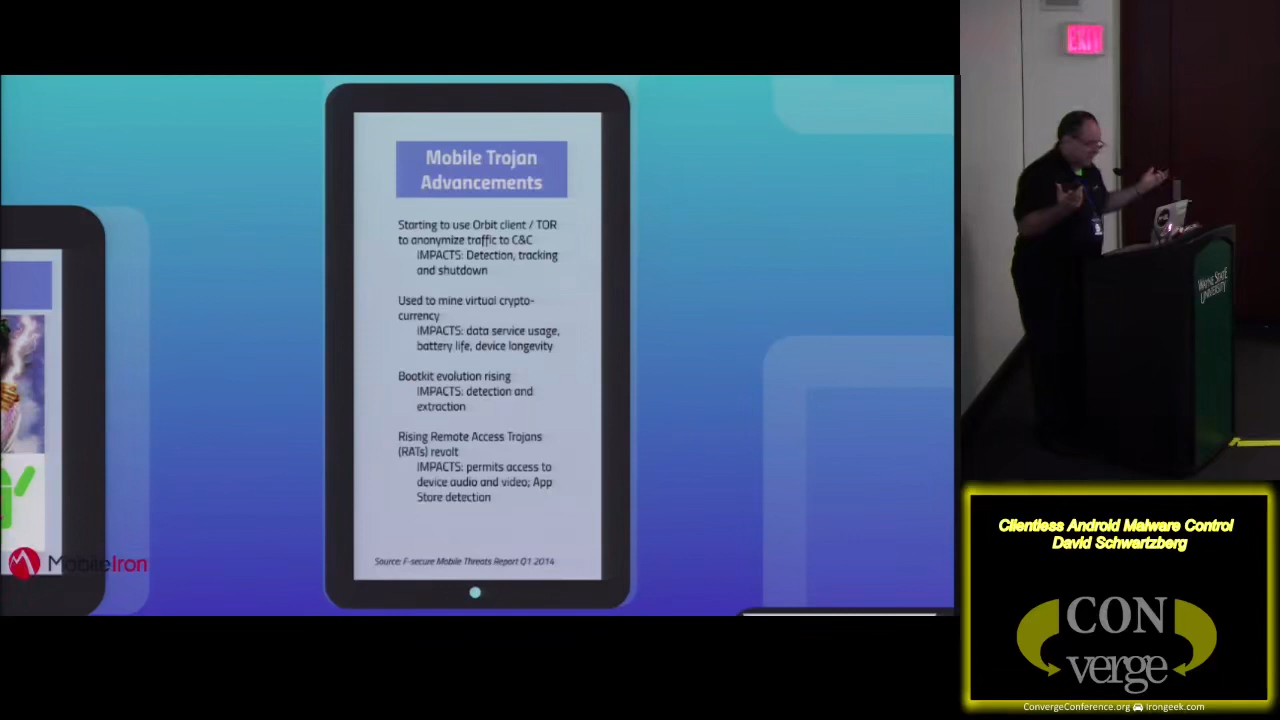 Mobile Trojan
Advancements
Starting to use Orbit client / TOR
to anonymize traffic to C&C
IMPACTS: Detection, tracking
and shutdown
Used to mine virtual crypto-
currency
IMPACTS: data service usage,
battery life, device longevity
Bootkit evolution rising
IMPACTS: detection and
extraction
Rising Remote Access Trojans
(RATs) revolt
IMPACTS: permits access to
device audio and video; App
Store detection
Source: F-secure Mobile Threats Report Q1 2014
MobileIron
EXIT
WAYNE STATE
UNIVERSITY
Clientless Android Malware Control
David Schwartzberg
CON
verge
ConvergeConference.org Irongeek.com